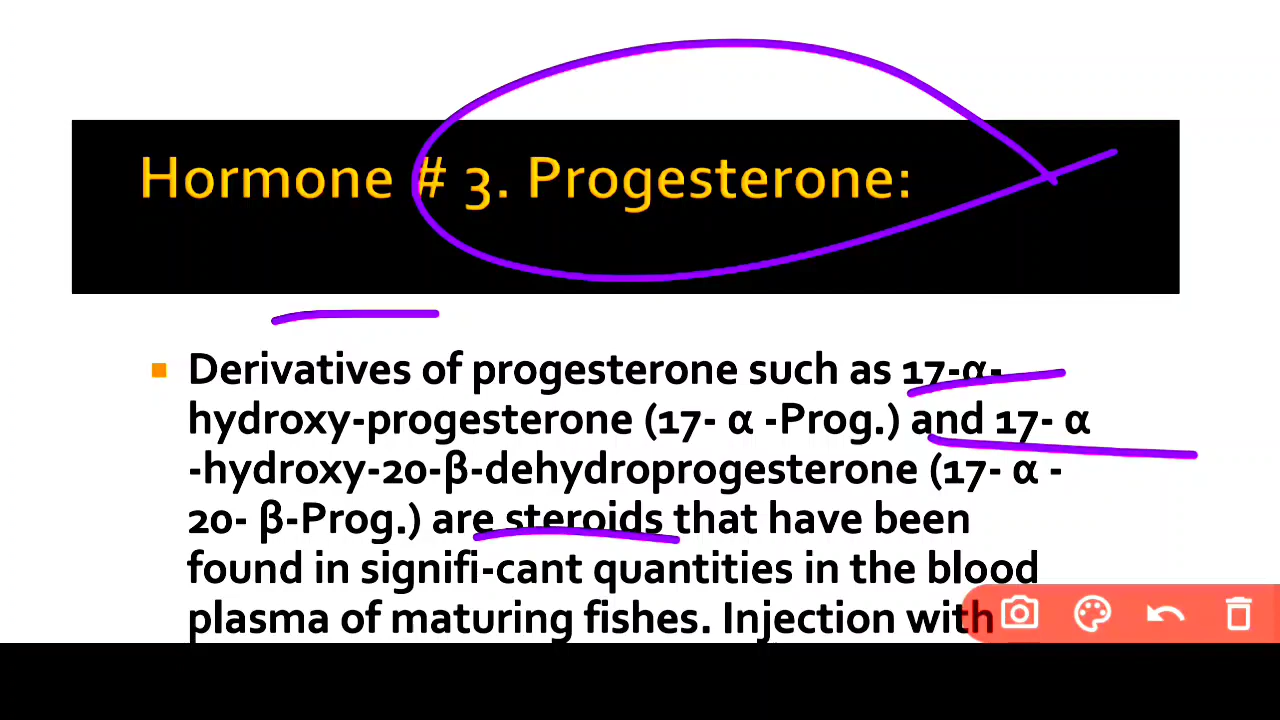 Hormone # 3. Progesterone:
Derivatives of progesterone such as 17-α-
hydroxy-progesterone (17- α -Prog.) and 17- α
-hydroxy-20-β-dehydroprogesterone (17- α -
20- β-Prog.) are steroids that have been
found in signifi-cant quantities in the blood
plasma of maturing fishes. Injection with